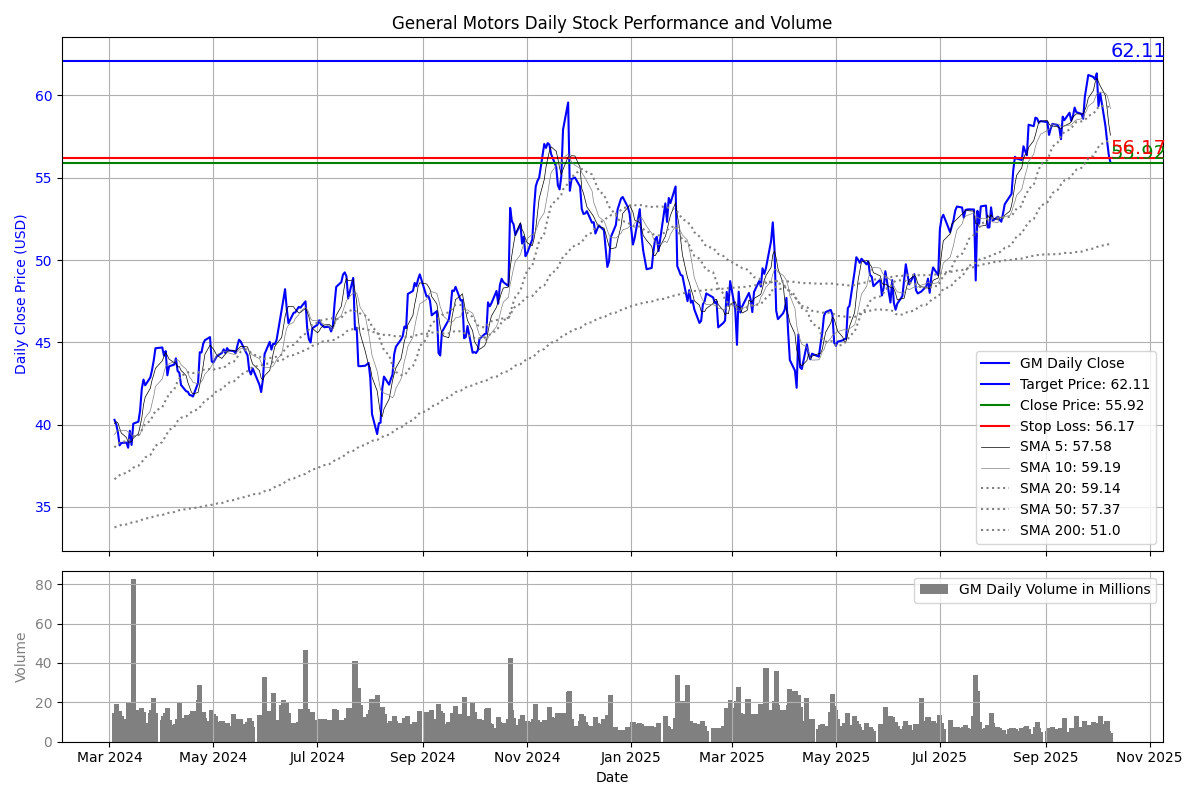 General Motors Daily Stock Performance and Volume
62.11
60
56.17
55.92
55
50
45
40
35
Daily Close Price (USD)
GM Daily Close
Target Price: 62.11
Close Price: 55.92
Stop Loss: 56.17
SMA 5: 57.58
SMA 10: 59.19
SMA 20: 59.14
SMA 50: 57.37
SMA 200: 51.0
80
60
40
20
0
Volume
GM Daily Volume in Millions
Mar 2024 May 2024 Jul 2024 Sep 2024 Nov 2024 Jan 2025 Mar 2025 May 2025 Jul 2025 Sep 2025 Nov 2025
Date